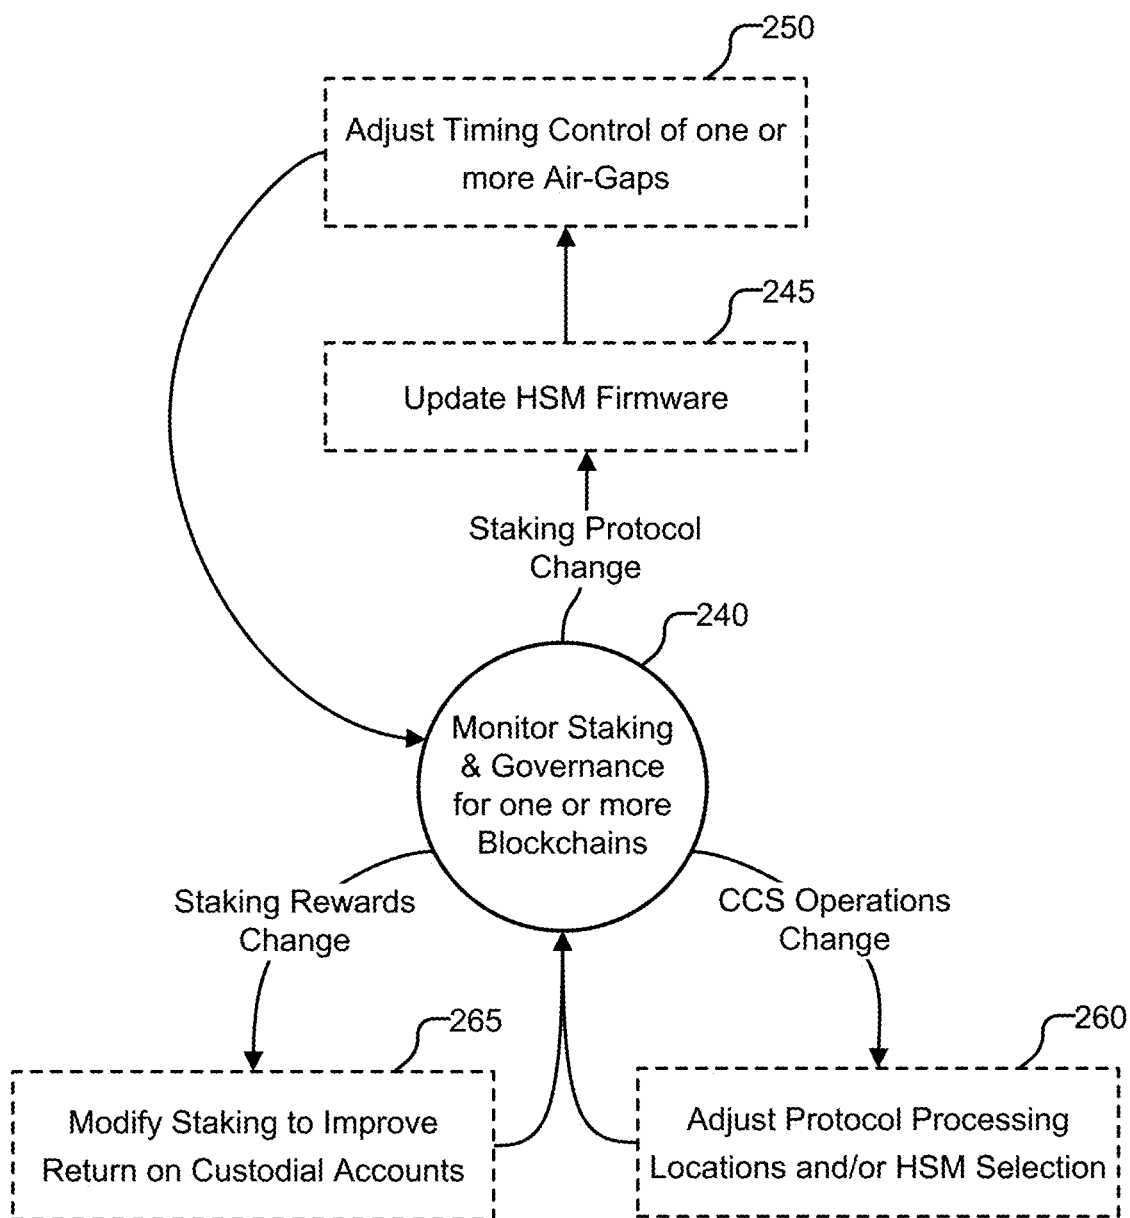 250
Adjust Timing Control of one or
more Air-Gaps
245
Update HSM Firmware
Staking Protocol
Change
240
Monitor Staking
& Governance
for one or more
Blockchains
Staking Rewards
Change
CCS Operations
Change
265
Modify Staking to Improve
Return on Custodial Accounts
260
Adjust Protocol Processing
Locations and/or HSM Selection